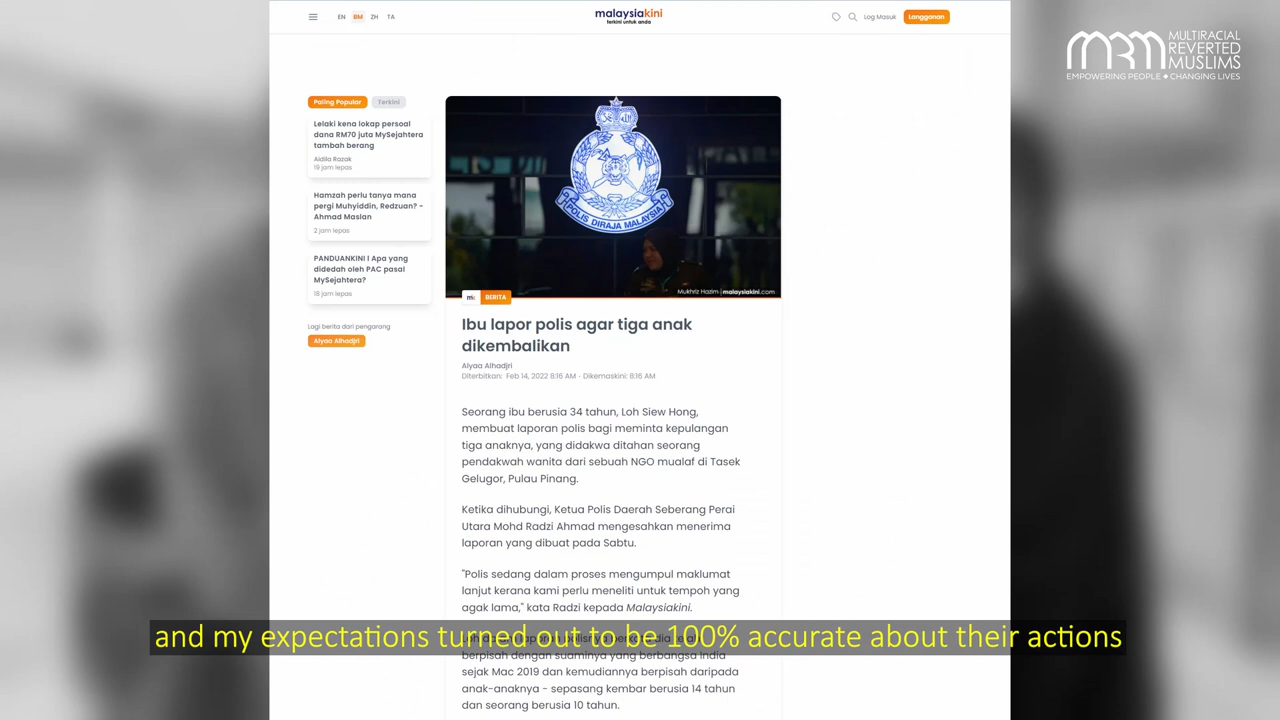 EN BM ZH TA
malaysiakini
terkini untuk anda
Log Masuk
Langganan
MULTIRACIAL
REVERTED
MUSLIMS
EMPOWERING PEOPLE ✦ CHANGING LIVES
Paling Popular
Terkini
Lelaki kena lokap persoal
dana RM70 juta MySejahtera
tambah berang
Aidila Razak
19 jam lepas
Hamzah perlu tanya mana
pergi Muhyiddin, Redzuan? -
Ahmad Maslan
2 jam lepas
PANDUANKINI I Apa yang
didedah oleh PAC pasal
MySejahtera?
18 jam lepas
Lagi berita dari pengarang
Alyaa Alhadjri
POLIS DIRAJA MALAYSIA
Mukhriz Hazim | malaysiakini.com
m: BERITA
Ibu lapor polis agar tiga anak
dikembalikan
Alyaa Alhadjri
Diterbitkan: Feb 14, 2022 8:16 AM · Dikemaskini: 8:16 AM
Seorang ibu berusia 34 tahun, Loh Siew Hong,
membuat laporan polis bagi meminta kepulangan
tiga anaknya, yang didakwa ditahan seorang
pendakwah wanita dari sebuah NGO mualaf di Tasek
Gelugor, Pulau Pinang.
Ketika dihubungi, Ketua Polis Daerah Seberang Perai
Utara Mohd Radzi Ahmad mengesahkan menerima
laporan yang dibuat pada Sabtu.
"Polis sedang dalam proses mengumpul maklumat
lanjut kerana kami perlu meneliti untuk tempoh yang
agak lama," kata Radzi kepada Malaysiakini.
and my expectations turned out to be 100% accurate about their actions
berpisah dengan suaminya yang berbangsa India
sejak Mac 2019 dan kemudiannya berpisah daripada
anak-anaknya - sepasang kembar berusia 14 tahun
dan seorang berusia 10 tahun.